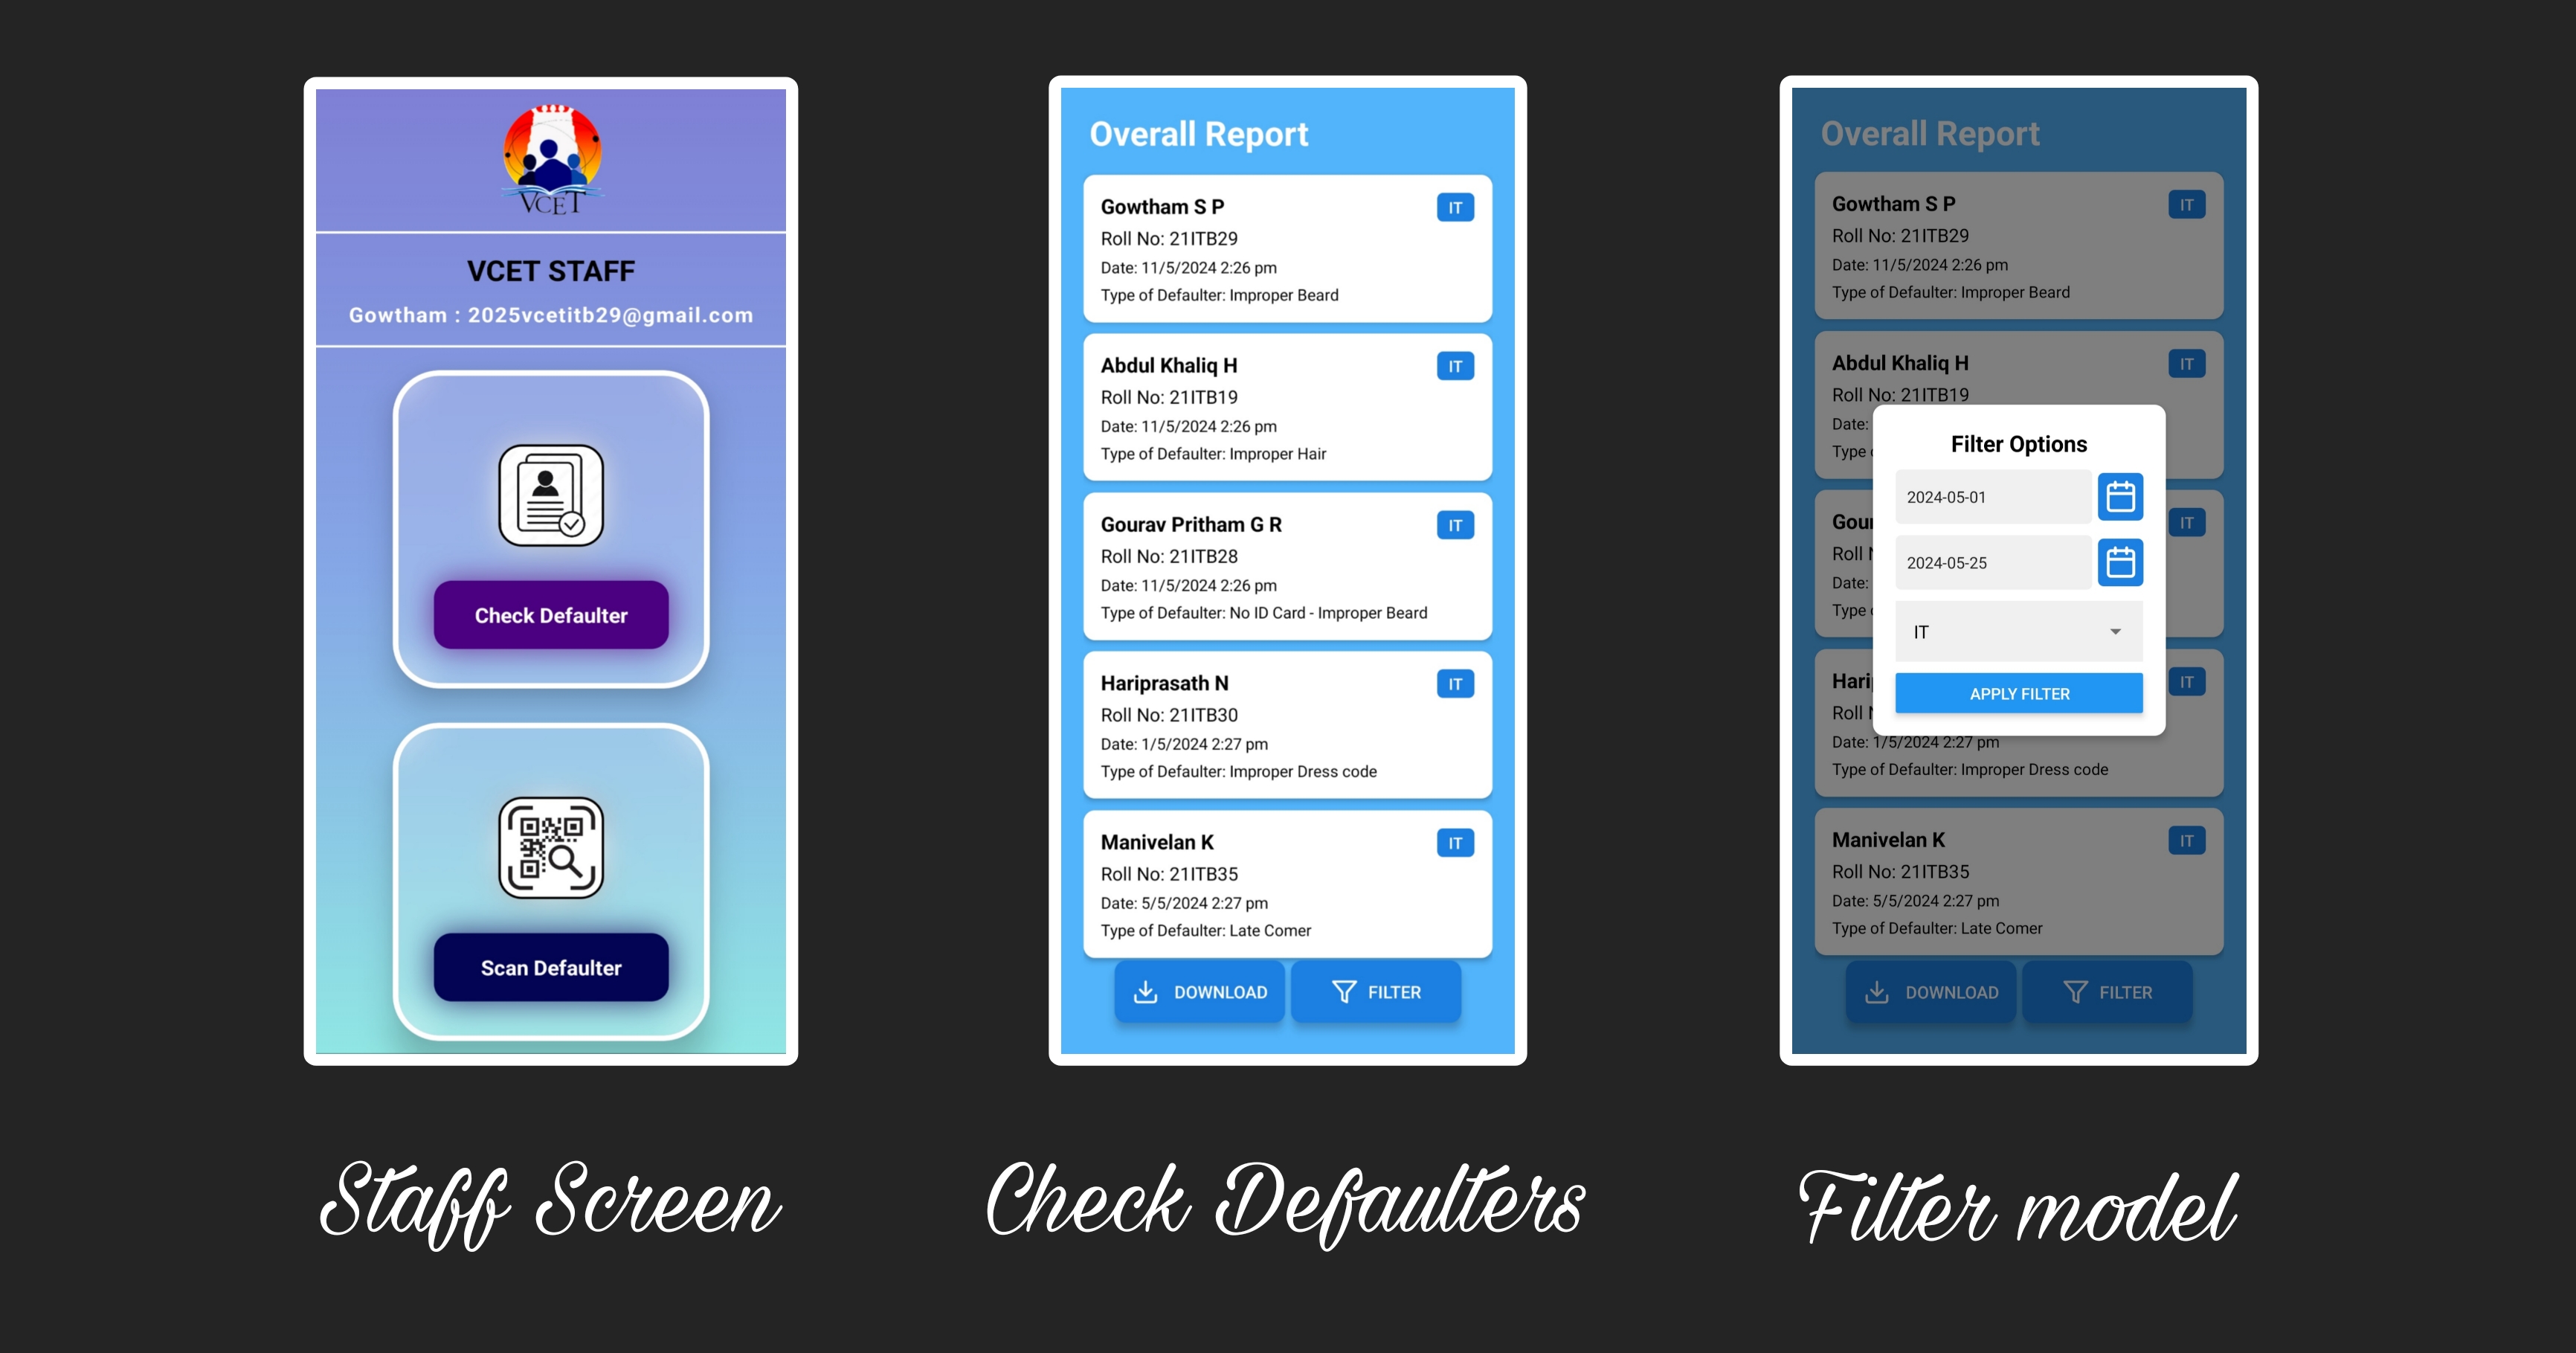 VCET
VCET STAFF
Gowtham : 2025vcetitb29@gmail.com
Check Defaulter
Scan Defaulter
Staff Screen
Overall Report
Gowtham S P
IT
Roll No: 21ITB29
Date: 11/5/2024 2:26 pm
Type of Defaulter: Improper Beard
Abdul Khaliq H
IT
Roll No: 21ITB19
Date: 11/5/2024 2:26 pm
Type of Defaulter: Improper Hair
Gourav Pritham G R
IT
Roll No: 21ITB28
Date: 11/5/2024 2:26 pm
Type of Defaulter: No ID Card - Improper Beard
Hariprasath N
IT
Roll No: 21ITB30
Date: 1/5/2024 2:27 pm
Type of Defaulter: Improper Dress code
Manivelan K
IT
Roll No: 21ITB35
Date: 5/5/2024 2:27 pm
Type of Defaulter: Late Comer
DOWNLOAD
FILTER
Check Defaulters
Overall Report
Gowtham S P
IT
Roll No: 21ITB29
Date: 11/5/2024 2:26 pm
Type of Defaulter: Improper Beard
Abdul Khaliq H
IT
Roll No: 21ITB19
Date:
Type
IT
Roll
Date:
Type
IT
Roll
Date: 1/5/2024 2:27 pm
Type of Defaulter: Improper Dress code
Manivelan K
IT
Roll No: 21ITB35
Date: 5/5/2024 2:27 pm
Type of Defaulter: Late Comer
DOWNLOAD
FILTER
Filter Options
2024-05-01
2024-05-25
IT
APPLY FILTER
Filter model